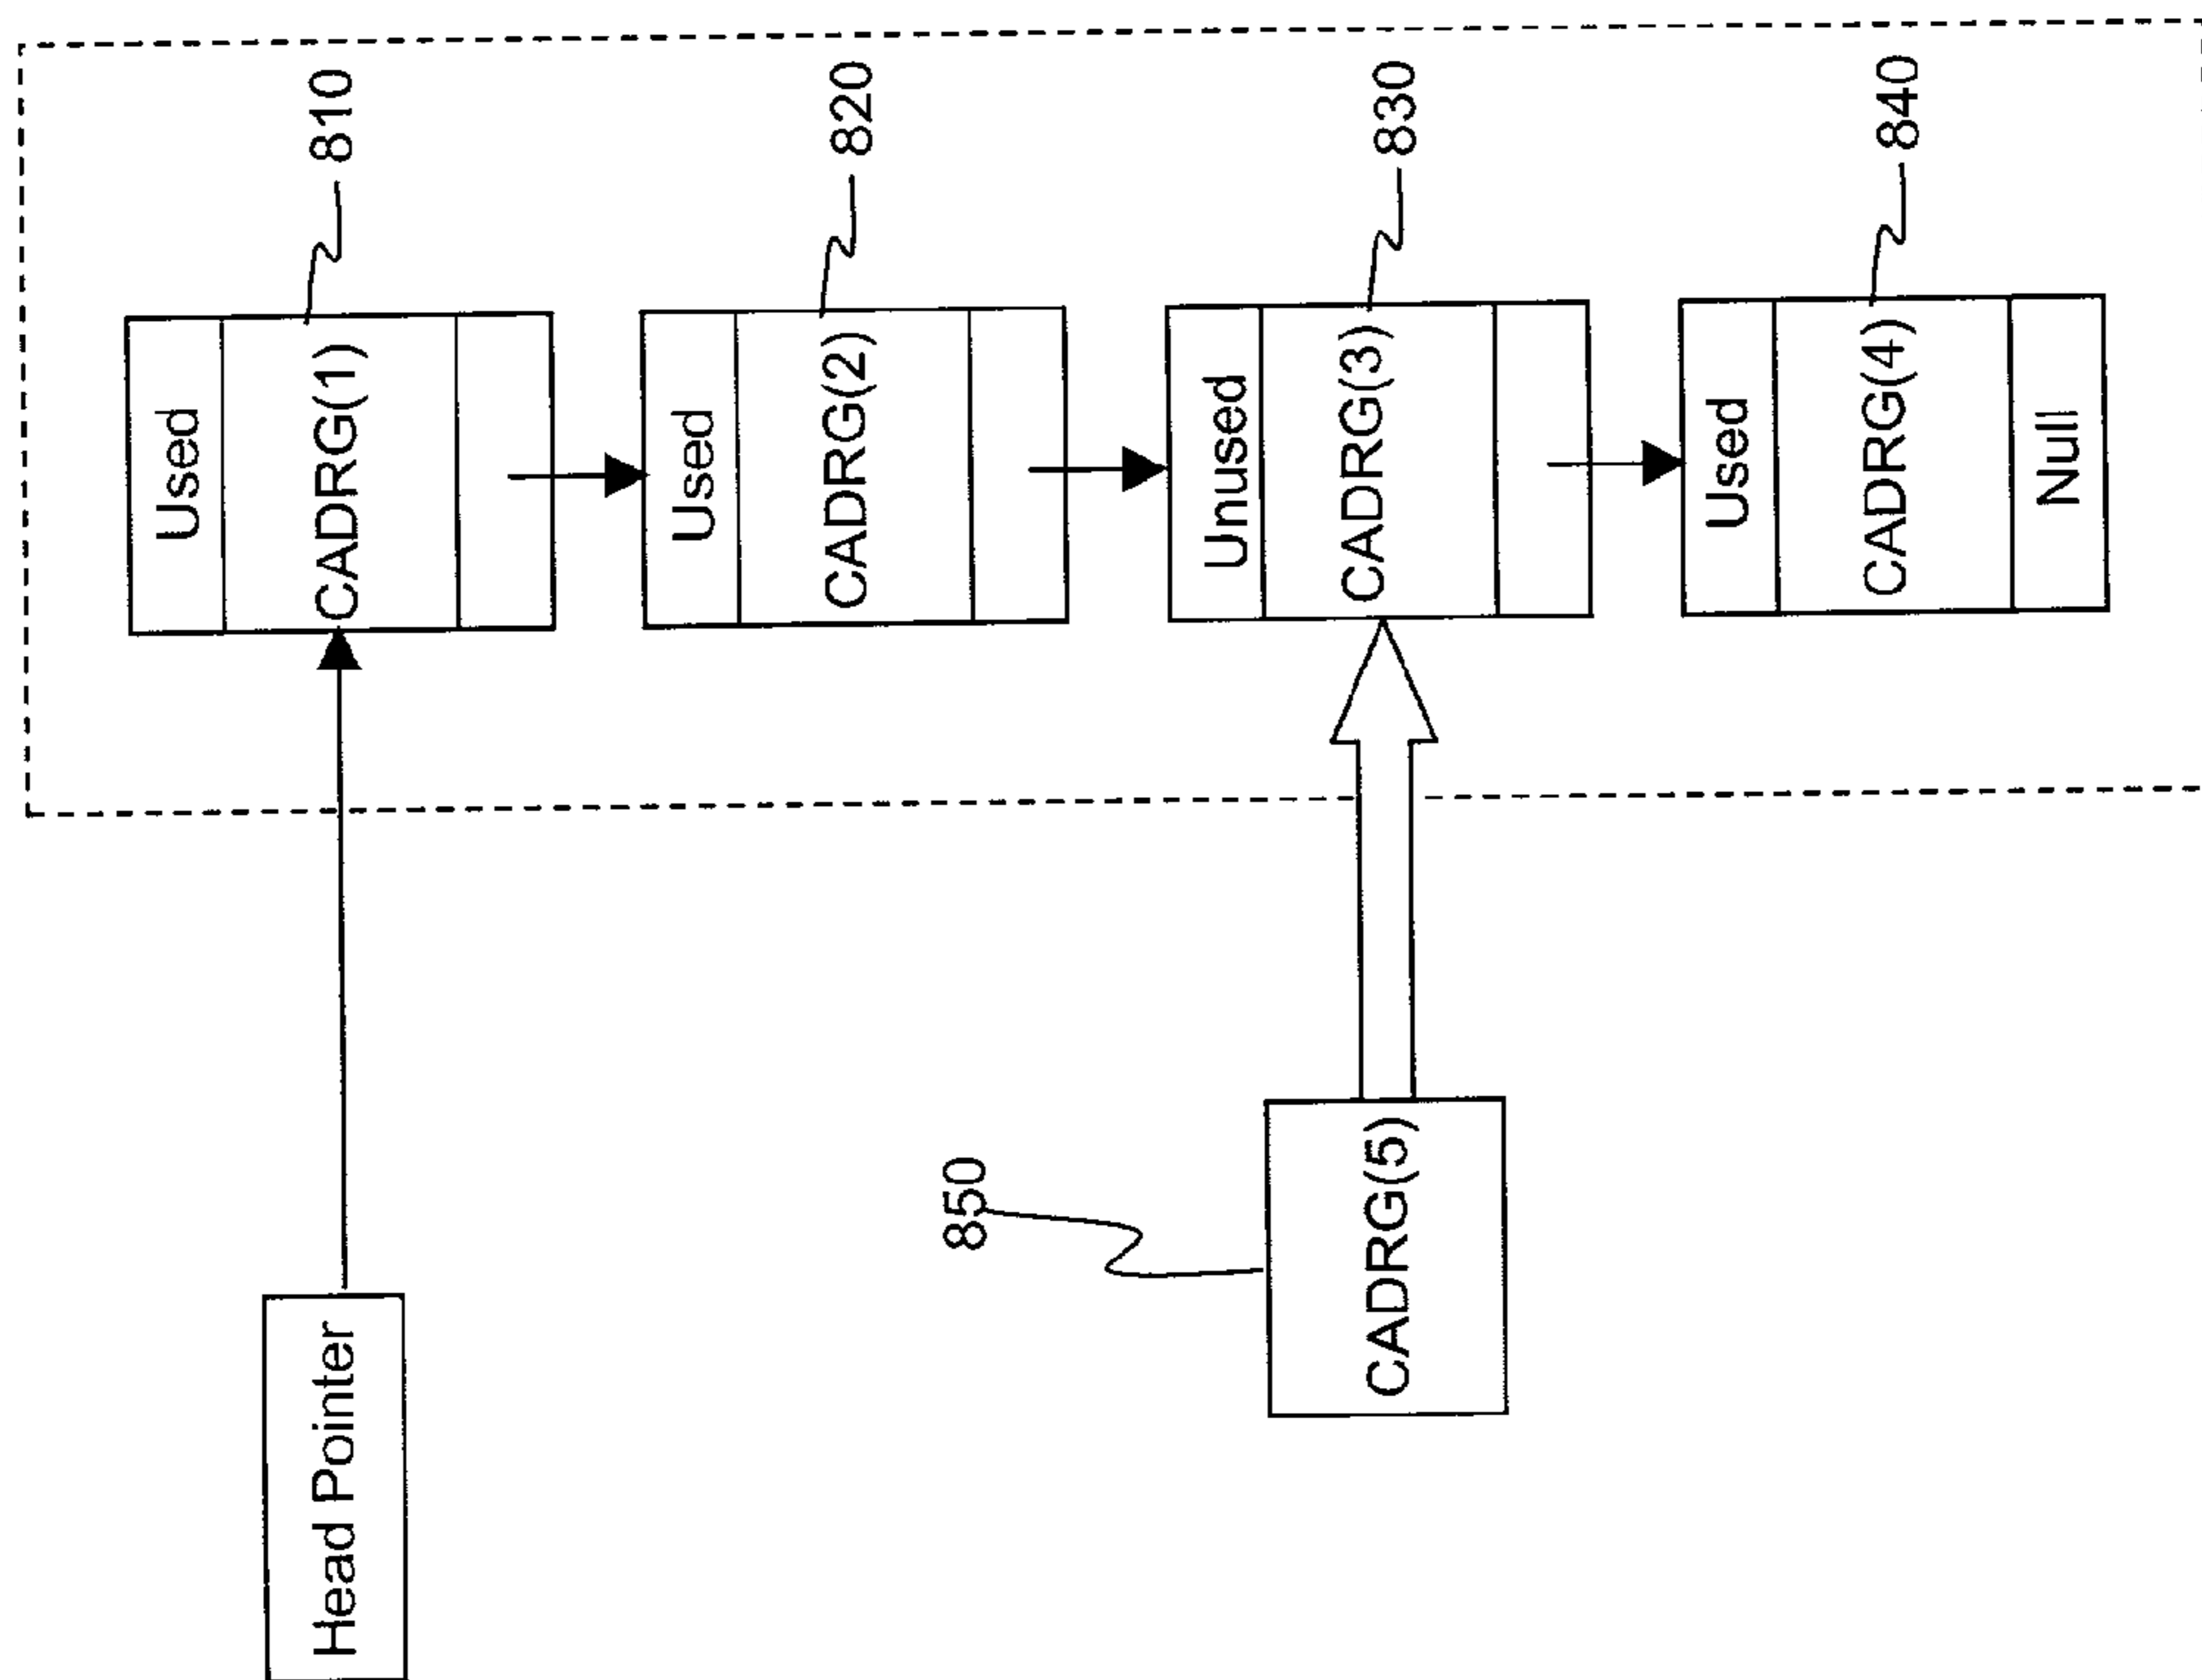 Head Pointer
Used
CADRG(1)
810
Used
CADRG(2)
820
850
CADRG(5)
Unused
CADRG(3)
830
Used
CADRG(4)
Null
840